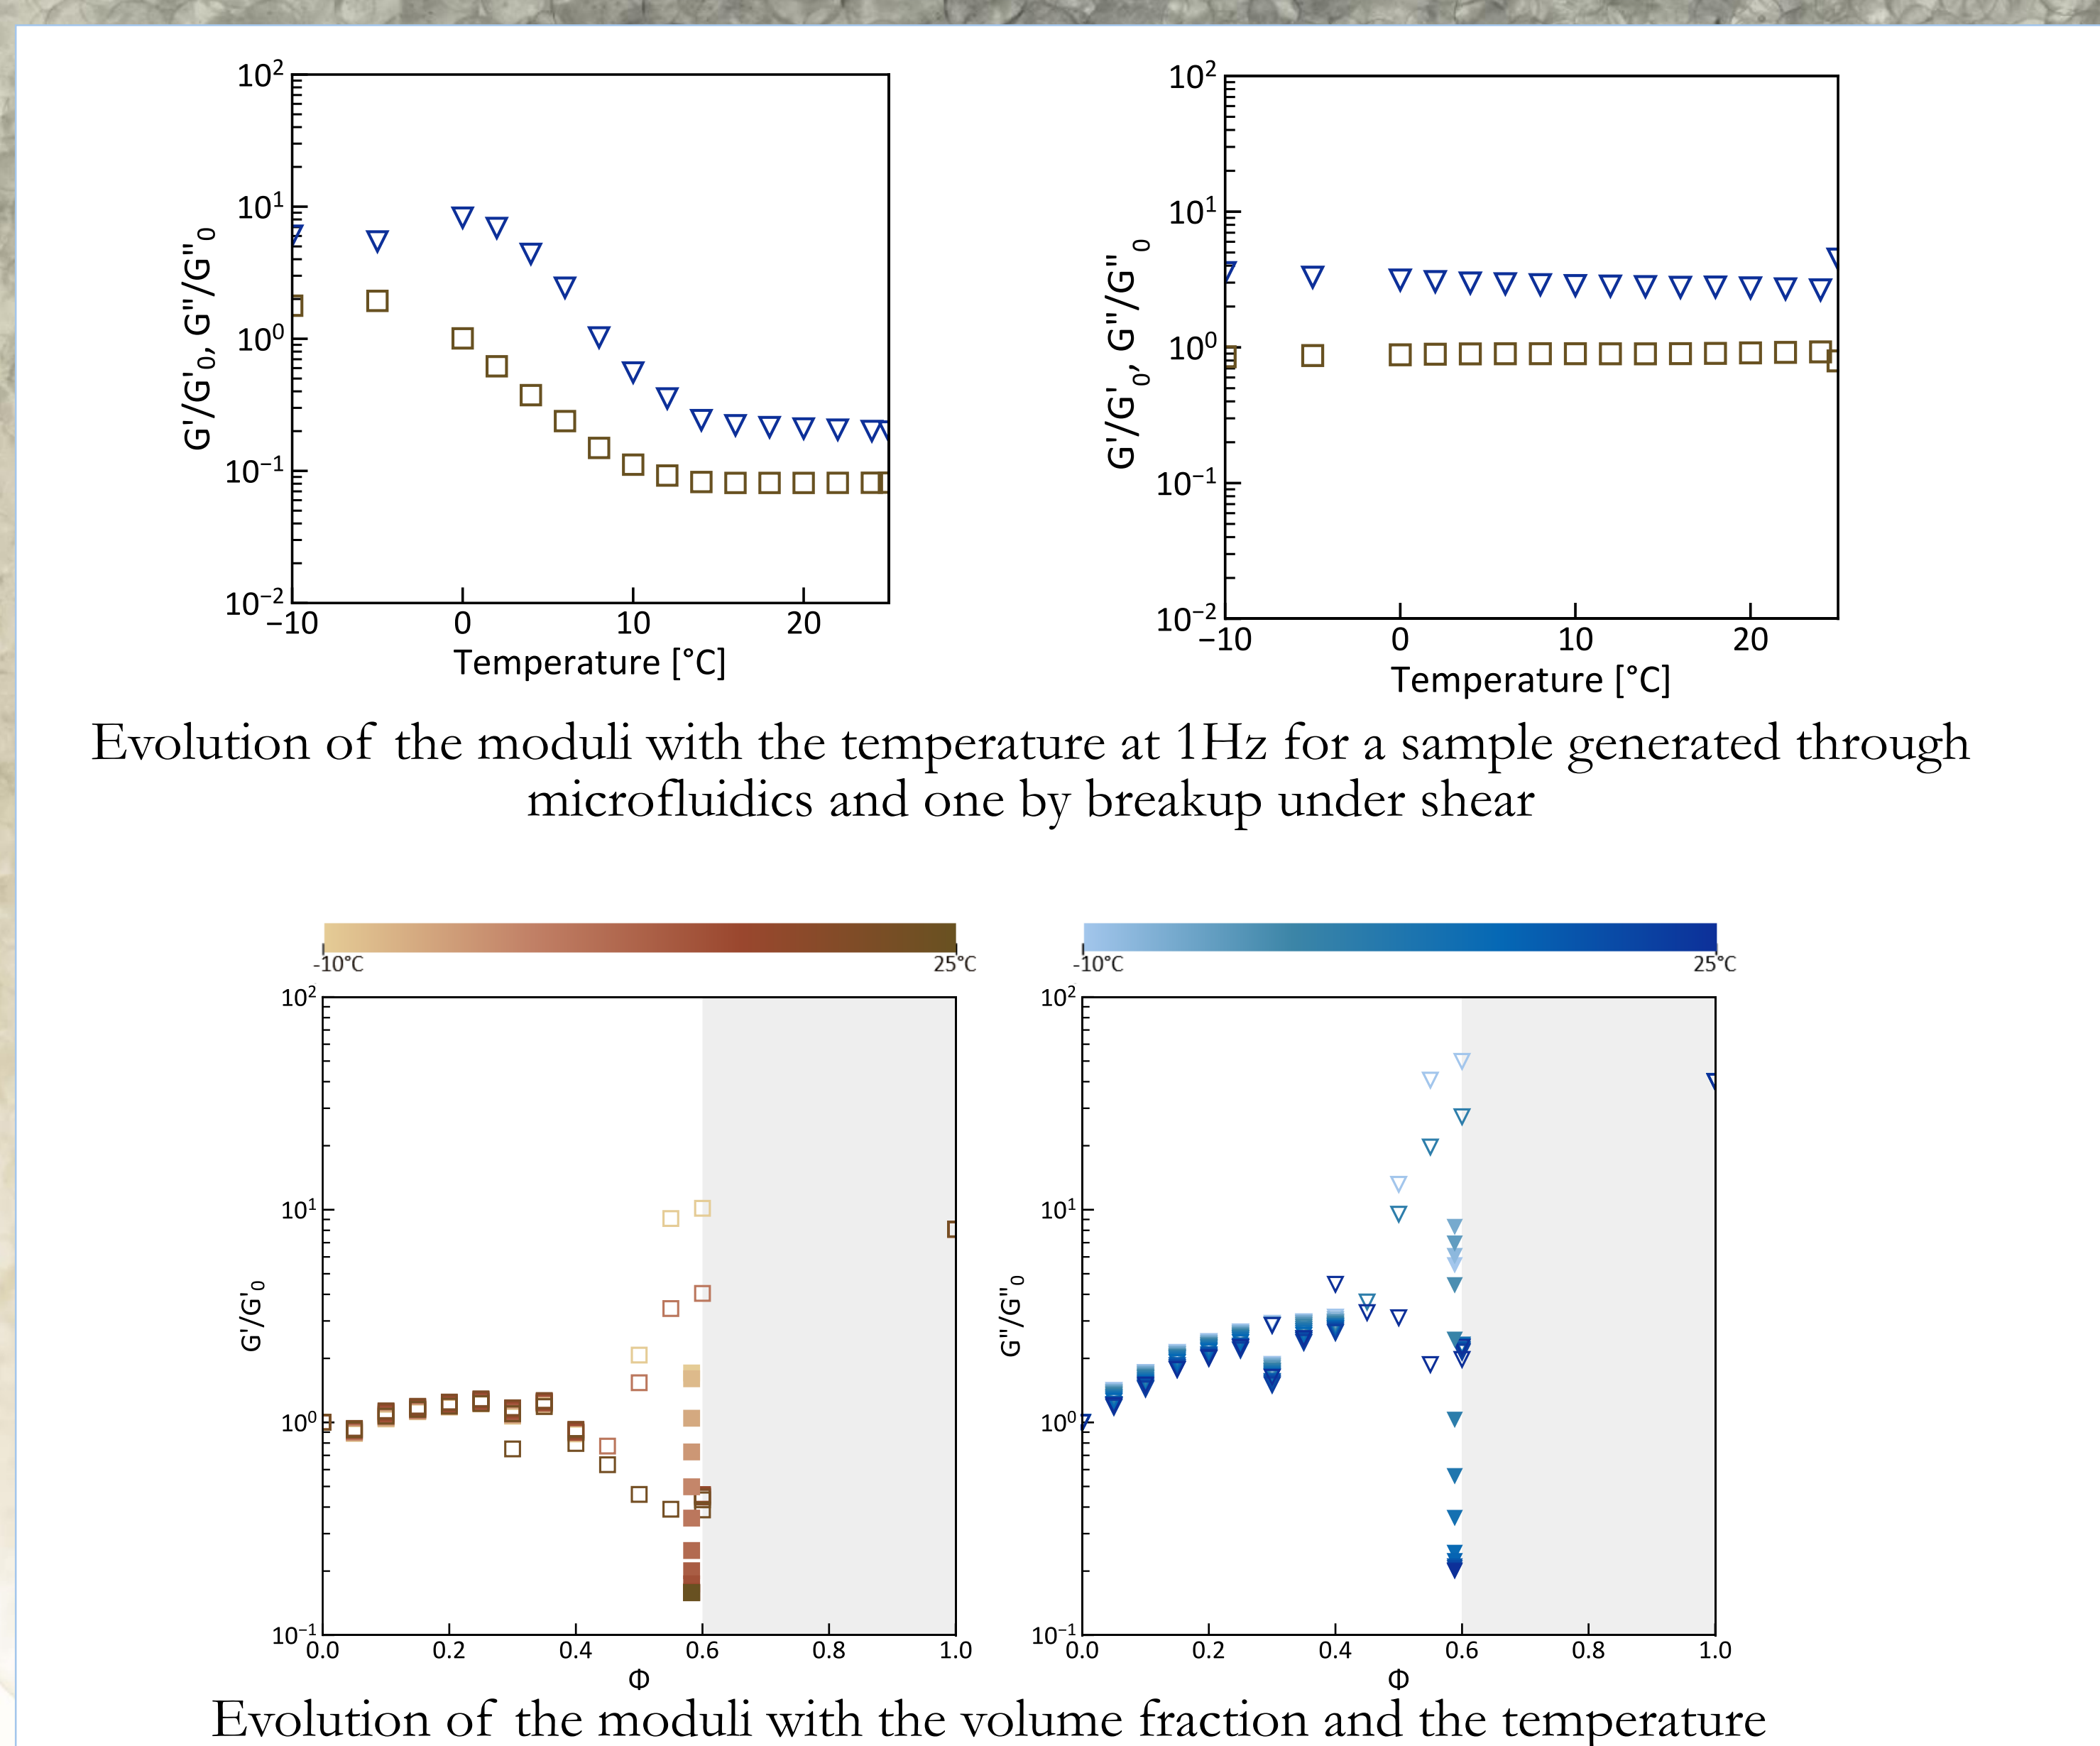 10² 10¹ 10⁰ 10⁻¹ 10⁻²
G'/G'₀, G"/G"₀
−10 0 10 20
Temperature [°C]
10² 10¹ 10⁰ 10⁻¹ 10⁻²
G'/G'₀, G"/G"₀
−10 0 10 20
Temperature [°C]
Evolution of the moduli with the temperature at 1Hz for a sample generated through
microfluidics and one by breakup under shear
-10°C 25°C
10² 10¹ 10⁰ 10⁻¹
G'/G'₀
0.0 0.2 0.4 0.6 0.8 1.0
Φ
-10°C 25°C
10² 10¹ 10⁰ 10⁻¹
G"/G"₀
0.0 0.2 0.4 0.6 0.8 1.0
Φ
Evolution of the moduli with the volume fraction and the temperature